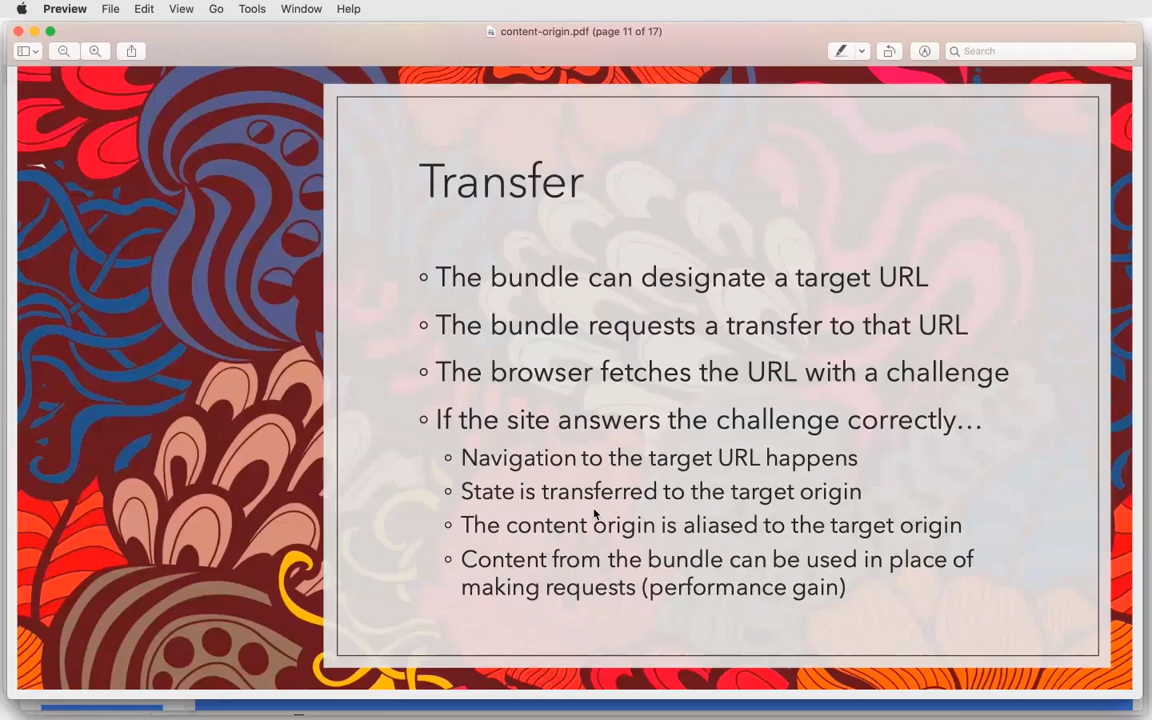 Preview File Edit View Go Tools Window Help
content-origin.pdf (page 11 of 17)
Search
Transfer
◦ The bundle can designate a target URL
◦ The bundle requests a transfer to that URL
◦ The browser fetches the URL with a challenge
◦ If the site answers the challenge correctly…
◦ Navigation to the target URL happens
◦ State is transferred to the target origin
◦ The content origin is aliased to the target origin
◦ Content from the bundle can be used in place of
making requests (performance gain)